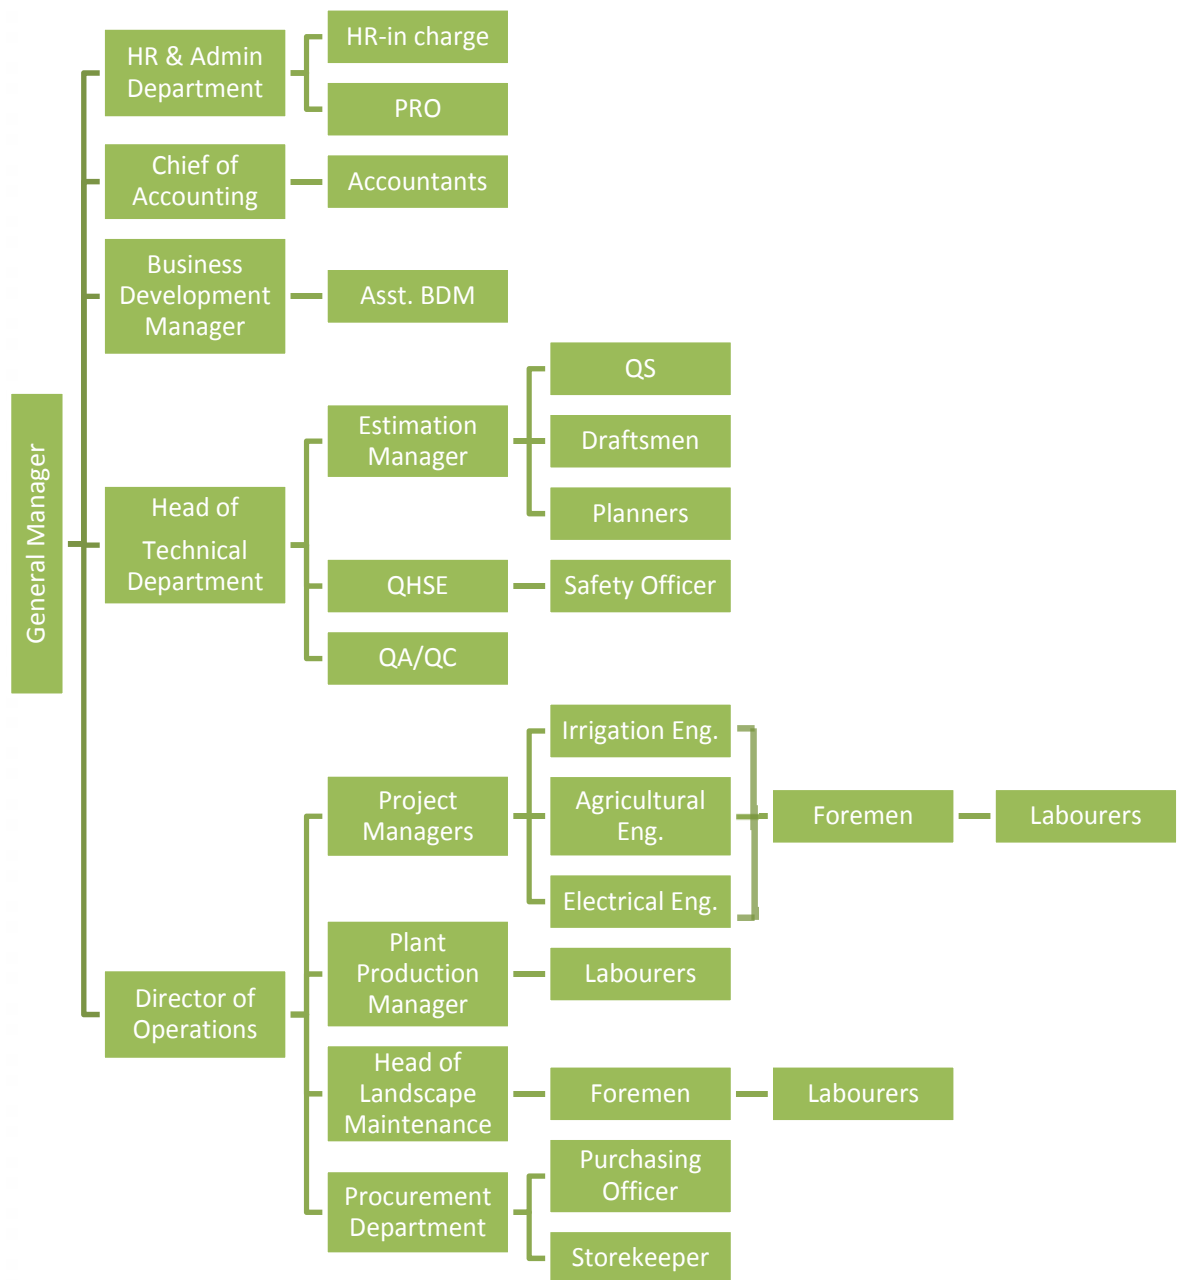 General Manager
HR & Admin
Department
HR-in charge
PRO
Chief of
Accounting
Accountants
Business
Development
Manager
Asst. BDM
Head of
Technical
Department
Estimation
Manager
QS
Draftsmen
Planners
QHSE
Safety Officer
QA/QC
Director of
Operations
Project
Managers
Irrigation Eng.
Agricultural
Eng.
Electrical Eng.
Foremen
Labourers
Plant
Production
Manager
Labourers
Head of
Landscape
Maintenance
Foremen
Labourers
Procurement
Department
Purchasing
Officer
Storekeeper